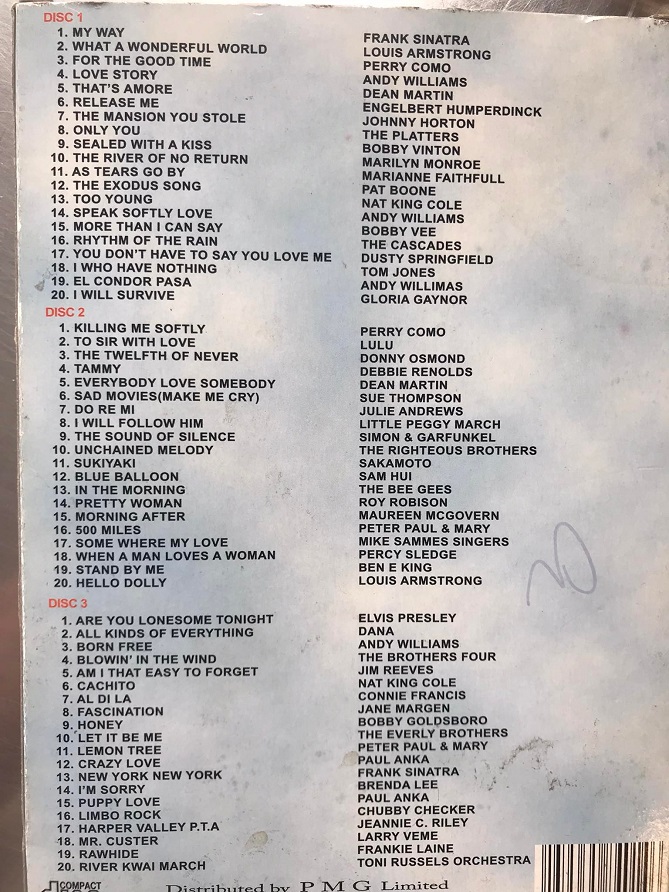 DISC 1
1. MY WAY FRANK SINATRA
2. WHAT A WONDERFUL WORLD LOUIS ARMSTRONG
3. FOR THE GOOD TIME PERRY COMO
4. LOVE STORY ANDY WILLIAMS
5. THAT'S AMORE DEAN MARTIN
6. RELEASE ME ENGELBERT HUMPERDINCK
7. THE MANSION YOU STOLE JOHNNY HORTON
8. ONLY YOU THE PLATTERS
9. SEALED WITH A KISS BOBBY VINTON
10. THE RIVER OF NO RETURN MARILYN MONROE
11. AS TEARS GO BY MARIANNE FAITHFULL
12. THE EXODUS SONG PAT BOONE
13. TOO YOUNG NAT KING COLE
14. SPEAK SOFTLY LOVE ANDY WILLIAMS
15. MORE THAN I CAN SAY BOBBY VEE
16. RHYTHM OF THE RAIN THE CASCADES
17. YOU DON'T HAVE TO SAY YOU LOVE ME DUSTY SPRINGFIELD
18. I WHO HAVE NOTHING TOM JONES
19. EL CONDOR PASA ANDY WILLIMAS
20. I WILL SURVIVE GLORIA GAYNOR
DISC 2
1. KILLING ME SOFTLY PERRY COMO
2. TO SIR WITH LOVE LULU
3. THE TWELFTH OF NEVER DONNY OSMOND
4. TAMMY DEBBIE RENOLDS
5. EVERYBODY LOVE SOMEBODY DEAN MARTIN
6. SAD MOVIES(MAKE ME CRY) SUE THOMPSON
7. DO RE MI JULIE ANDREWS
8. I WILL FOLLOW HIM LITTLE PEGGY MARCH
9. THE SOUND OF SILENCE SIMON & GARFUNKEL
10. UNCHAINED MELODY THE RIGHTEOUS BROTHERS
11. SUKIYAKI SAKAMOTO
12. BLUE BALLOON SAM HUI
13. IN THE MORNING THE BEE GEES
14. PRETTY WOMAN ROY ROBISON
15. MORNING AFTER MAUREEN MCGOVERN
16. 500 MILES PETER PAUL & MARY
17. SOME WHERE MY LOVE MIKE SAMMES SINGERS
18. WHEN A MAN LOVES A WOMAN PERCY SLEDGE
19. STAND BY ME BEN E KING
20. HELLO DOLLY LOUIS ARMSTRONG
DISC 3
1. ARE YOU LONESOME TONIGHT ELVIS PRESLEY
2. ALL KINDS OF EVERYTHING DANA
3. BORN FREE ANDY WILLIAMS
4. BLOWIN' IN THE WIND THE BROTHERS FOUR
5. AM I THAT EASY TO FORGET JIM REEVES
6. CACHITO NAT KING COLE
7. AL DI LA CONNIE FRANCIS
8. FASCINATION JANE MARGEN
9. HONEY BOBBY GOLDSBORO
10. LET IT BE ME THE EVERLY BROTHERS
11. LEMON TREE PETER PAUL & MARY
12. CRAZY LOVE PAUL ANKA
13. NEW YORK NEW YORK FRANK SINATRA
14. I'M SORRY BRENDA LEE
15. PUPPY LOVE PAUL ANKA
16. LIMBO ROCK CHUBBY CHECKER
17. HARPER VALLEY P.T.A JEANNIE C. RILEY
18. MR. CUSTER LARRY VEME
19. RAWHIDE FRANKIE LAINE
20. RIVER KWAI MARCH TONI RUSSELS ORCHESTRA
COMPACT
Distributed by P M G Limited